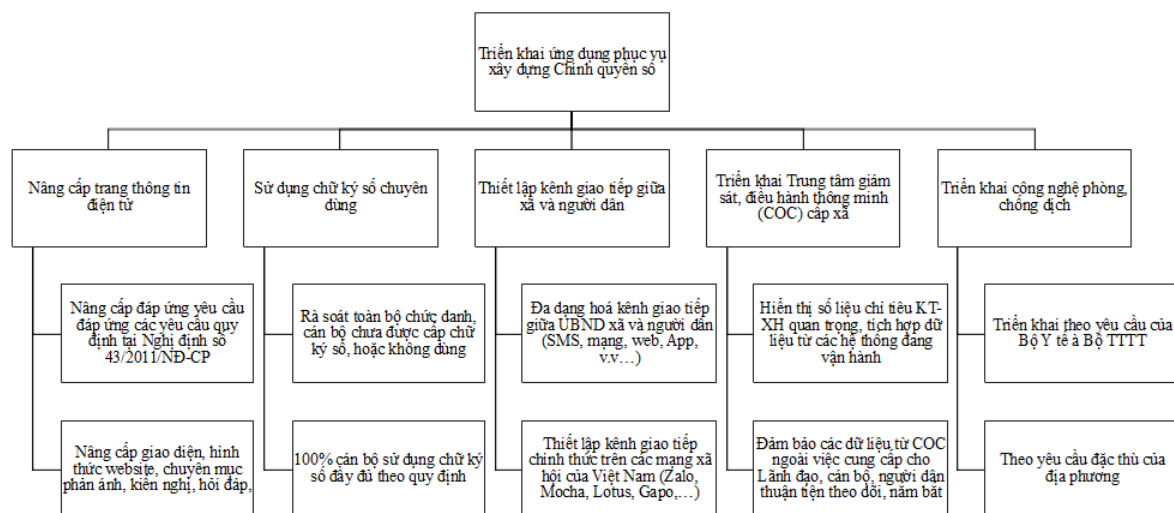 Triển khai ứng dụng phục vụ
xây dựng Chính quyền số
Nâng cấp trang thông tin
điện tử
Sử dụng chữ ký số chuyên
dùng
Thiết lập kênh giao tiếp giữa
xã và người dân
Triển khai Trung tâm giám
sát, điều hành thông minh
(COC) cấp xã
Triển khai công nghệ phòng,
chống dịch
Nâng cấp đáp ứng yêu cầu
đáp ứng các yêu cầu quy
định tại Nghị định số
43/2011/NĐ-CP
Rà soát toàn bộ chức danh,
cán bộ chưa được cấp chữ
ký số, hoặc không dùng
Đa dạng hoá kênh giao tiếp
giữa UBND xã và người dân
(SMS, mạng, web, App,
v.v…)
Hiển thị số liệu chỉ tiêu KT-
XH quan trọng, tích hợp dữ
liệu từ các hệ thống đang
vận hành
Triển khai theo yêu cầu của
Bộ Y tế à Bộ TTTT
Nâng cấp giao diện, hình
thức website, chuyên mục
phản ánh, kiến nghị, hỏi đáp,
100% cán bộ sử dụng chữ ký
số đầy đủ theo quy định
Thiết lập kênh giao tiếp
chính thức trên các mạng xã
hội của Việt Nam (Zalo,
Mocha, Lotus, Gapo,…)
Đảm bảo các dữ liệu từ COC
ngoài việc cung cấp cho
Lãnh đạo, cán bộ, người dân
thuận tiện theo dõi, nắm bắt
Theo yêu cầu đặc thù của
địa phương